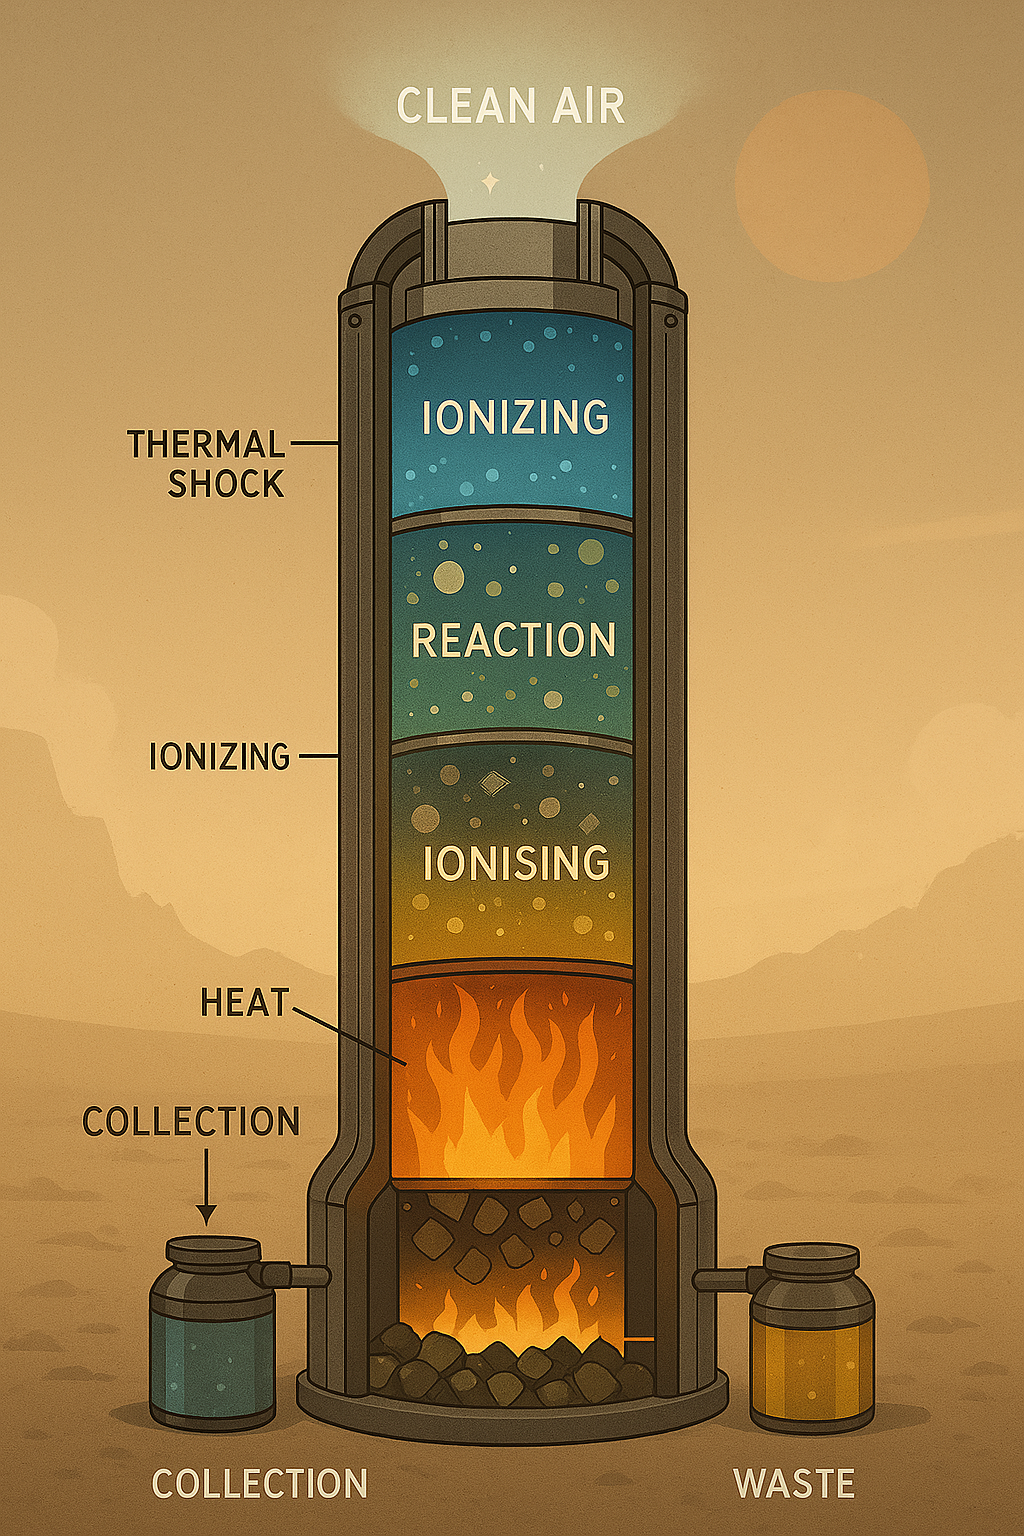 CLEAN AIR
IONIZING
THERMAL
SHOCK
REACTION
IONIZING
IONISING
HEAT
COLLECTION
COLLECTION
WASTE